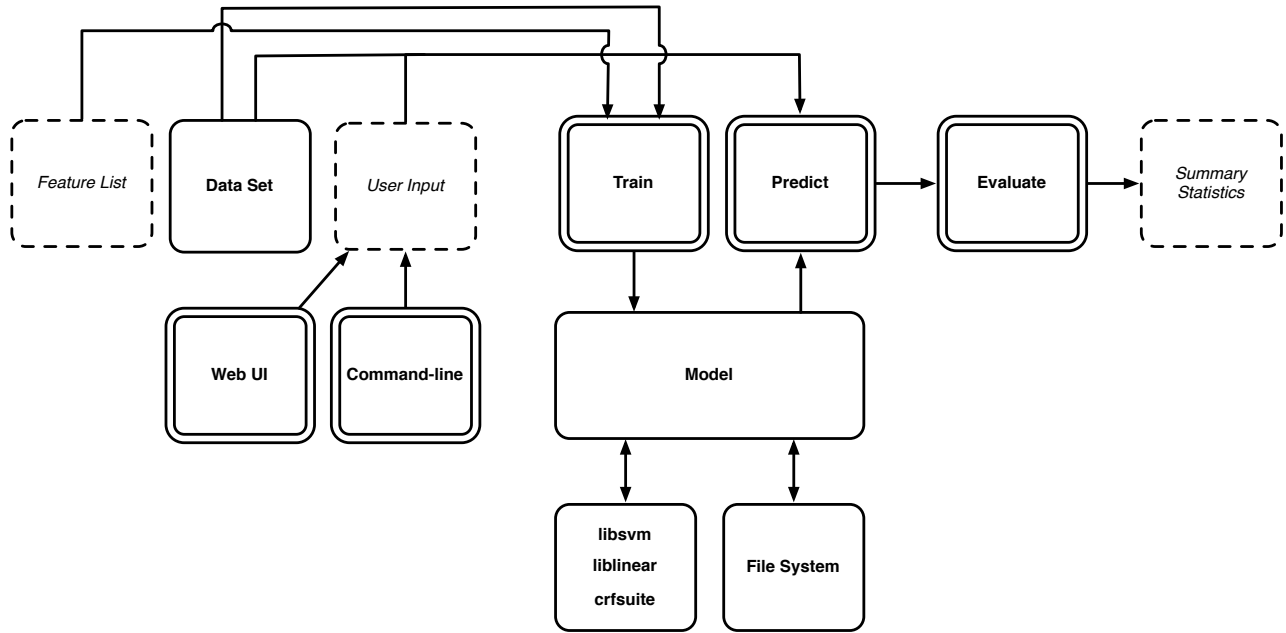 Feature List
Data Set
User Input
Train
Predict
Evaluate
Summary
Statistics
Web UI
Command-line
Model
libsvm
liblinear
crfsuite
File System